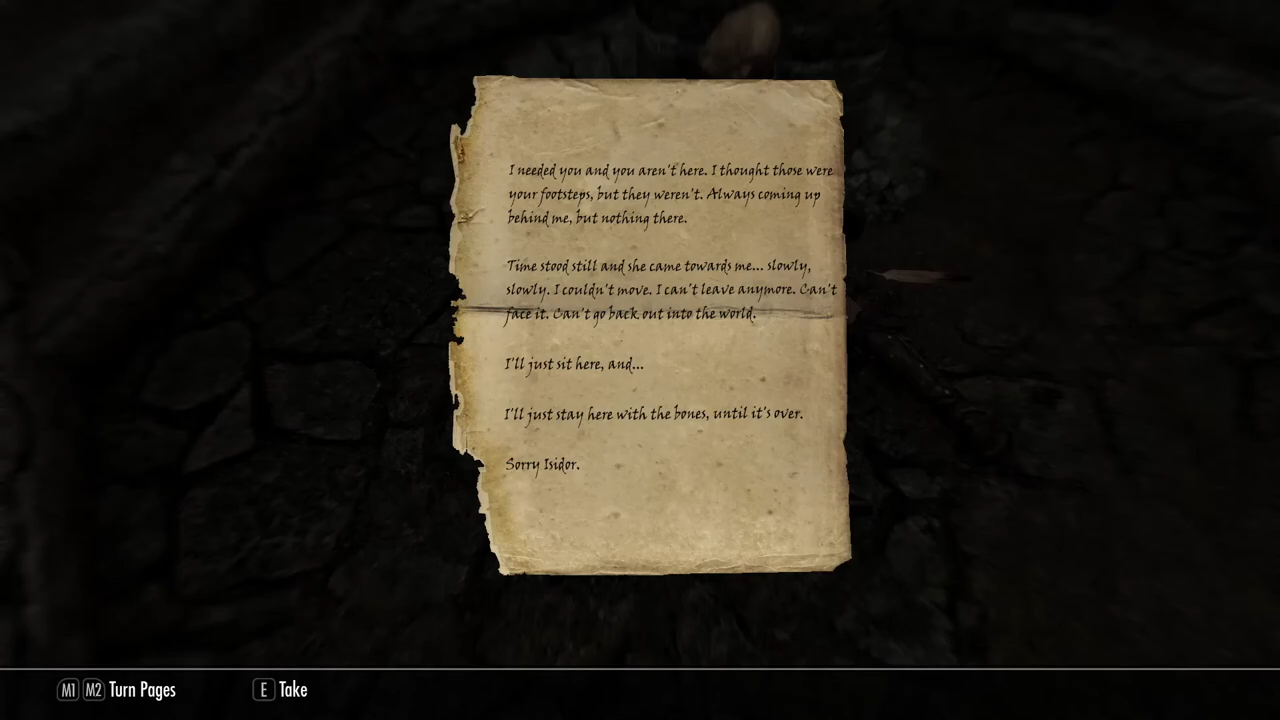 I needed you and you aren't here. I thought those were
your footsteps, but they weren't. Always coming up
behind me, but nothing there.
Time stood still and she came towards me... slowly,
slowly. I couldn't move. I can't leave anymore. Can't
face it. Can't go back out into the world.
I'll just sit here, and...
I'll just stay here with the bones, until it's over.
Sorry Isidor.
M1 M2 Turn Pages E Take